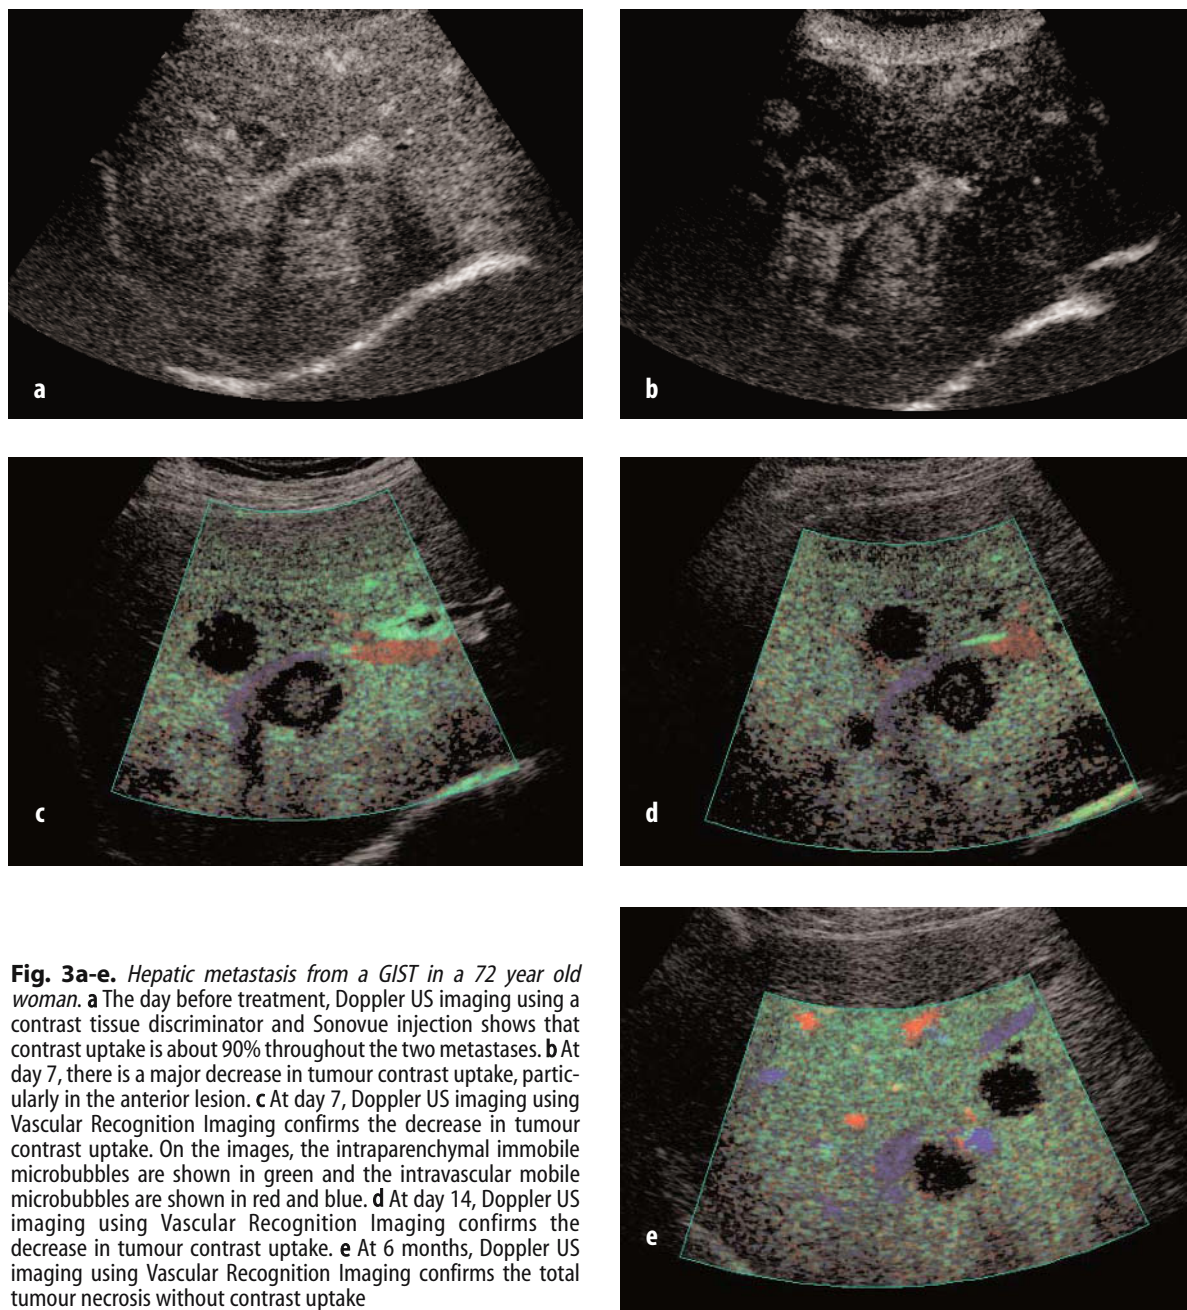 a
b
c
d
e
Fig. 3a-e. Hepatic metastasis from a GIST in a 72 year old
woman. a The day before treatment, Doppler US imaging using a
contrast tissue discriminator and Sonovue injection shows that
contrast uptake is about 90% throughout the two metastases. b At
day 7, there is a major decrease in tumour contrast uptake, partic-
ularly in the anterior lesion. c At day 7, Doppler US imaging using
Vascular Recognition Imaging confirms the decrease in tumour
contrast uptake. On the images, the intraparenchymal immobile
microbubbles are shown in green and the intravascular mobile
microbubbles are shown in red and blue. d At day 14, Doppler US
imaging using Vascular Recognition Imaging confirms the
decrease in tumour contrast uptake. e At 6 months, Doppler US
imaging using Vascular Recognition Imaging confirms the total
tumour necrosis without contrast uptake